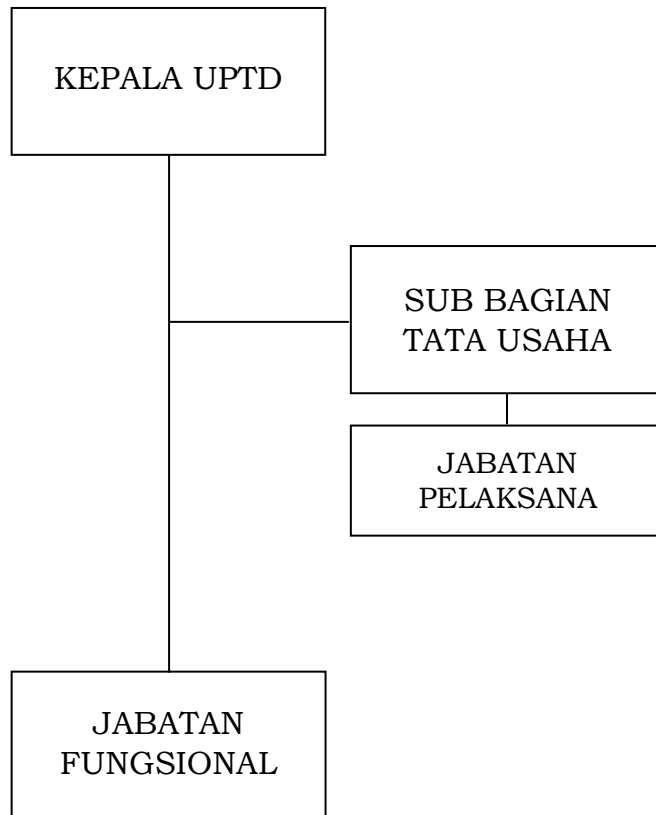 KEPALA UPTD
SUB BAGIAN
TATA USAHA
JABATAN
PELAKSANA
JABATAN
FUNGSIONAL